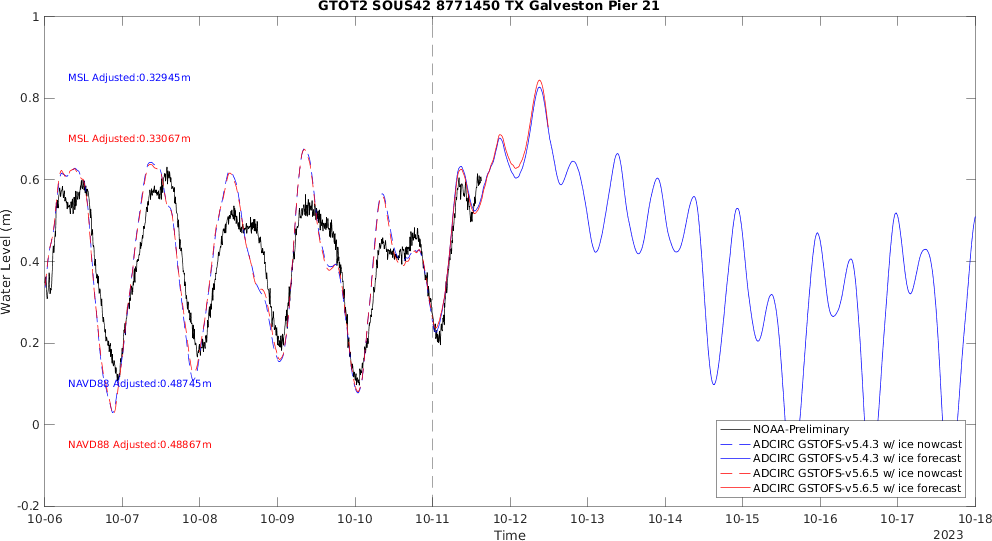 GTOT2 SOUS42 8771450 TX Galveston Pier 21
Water Level (m)
1
0.8
0.6
0.4
0.2
0
-0.2
MSL Adjusted:0.32945m
MSL Adjusted:0.33067m
NAVD88 Adjusted:0.48745m
NAVD88 Adjusted:0.48867m
NOAA-Preliminary
ADCIRC GSTOFS-v5.4.3 w/ ice nowcast
ADCIRC GSTOFS-v5.4.3 w/ ice forecast
ADCIRC GSTOFS-v5.6.5 w/ ice nowcast
ADCIRC GSTOFS-v5.6.5 w/ ice forecast
10-06 10-07 10-08 10-09 10-10 10-11 10-12 10-13 10-14 10-15 10-16 10-17 10-18
Time
2023